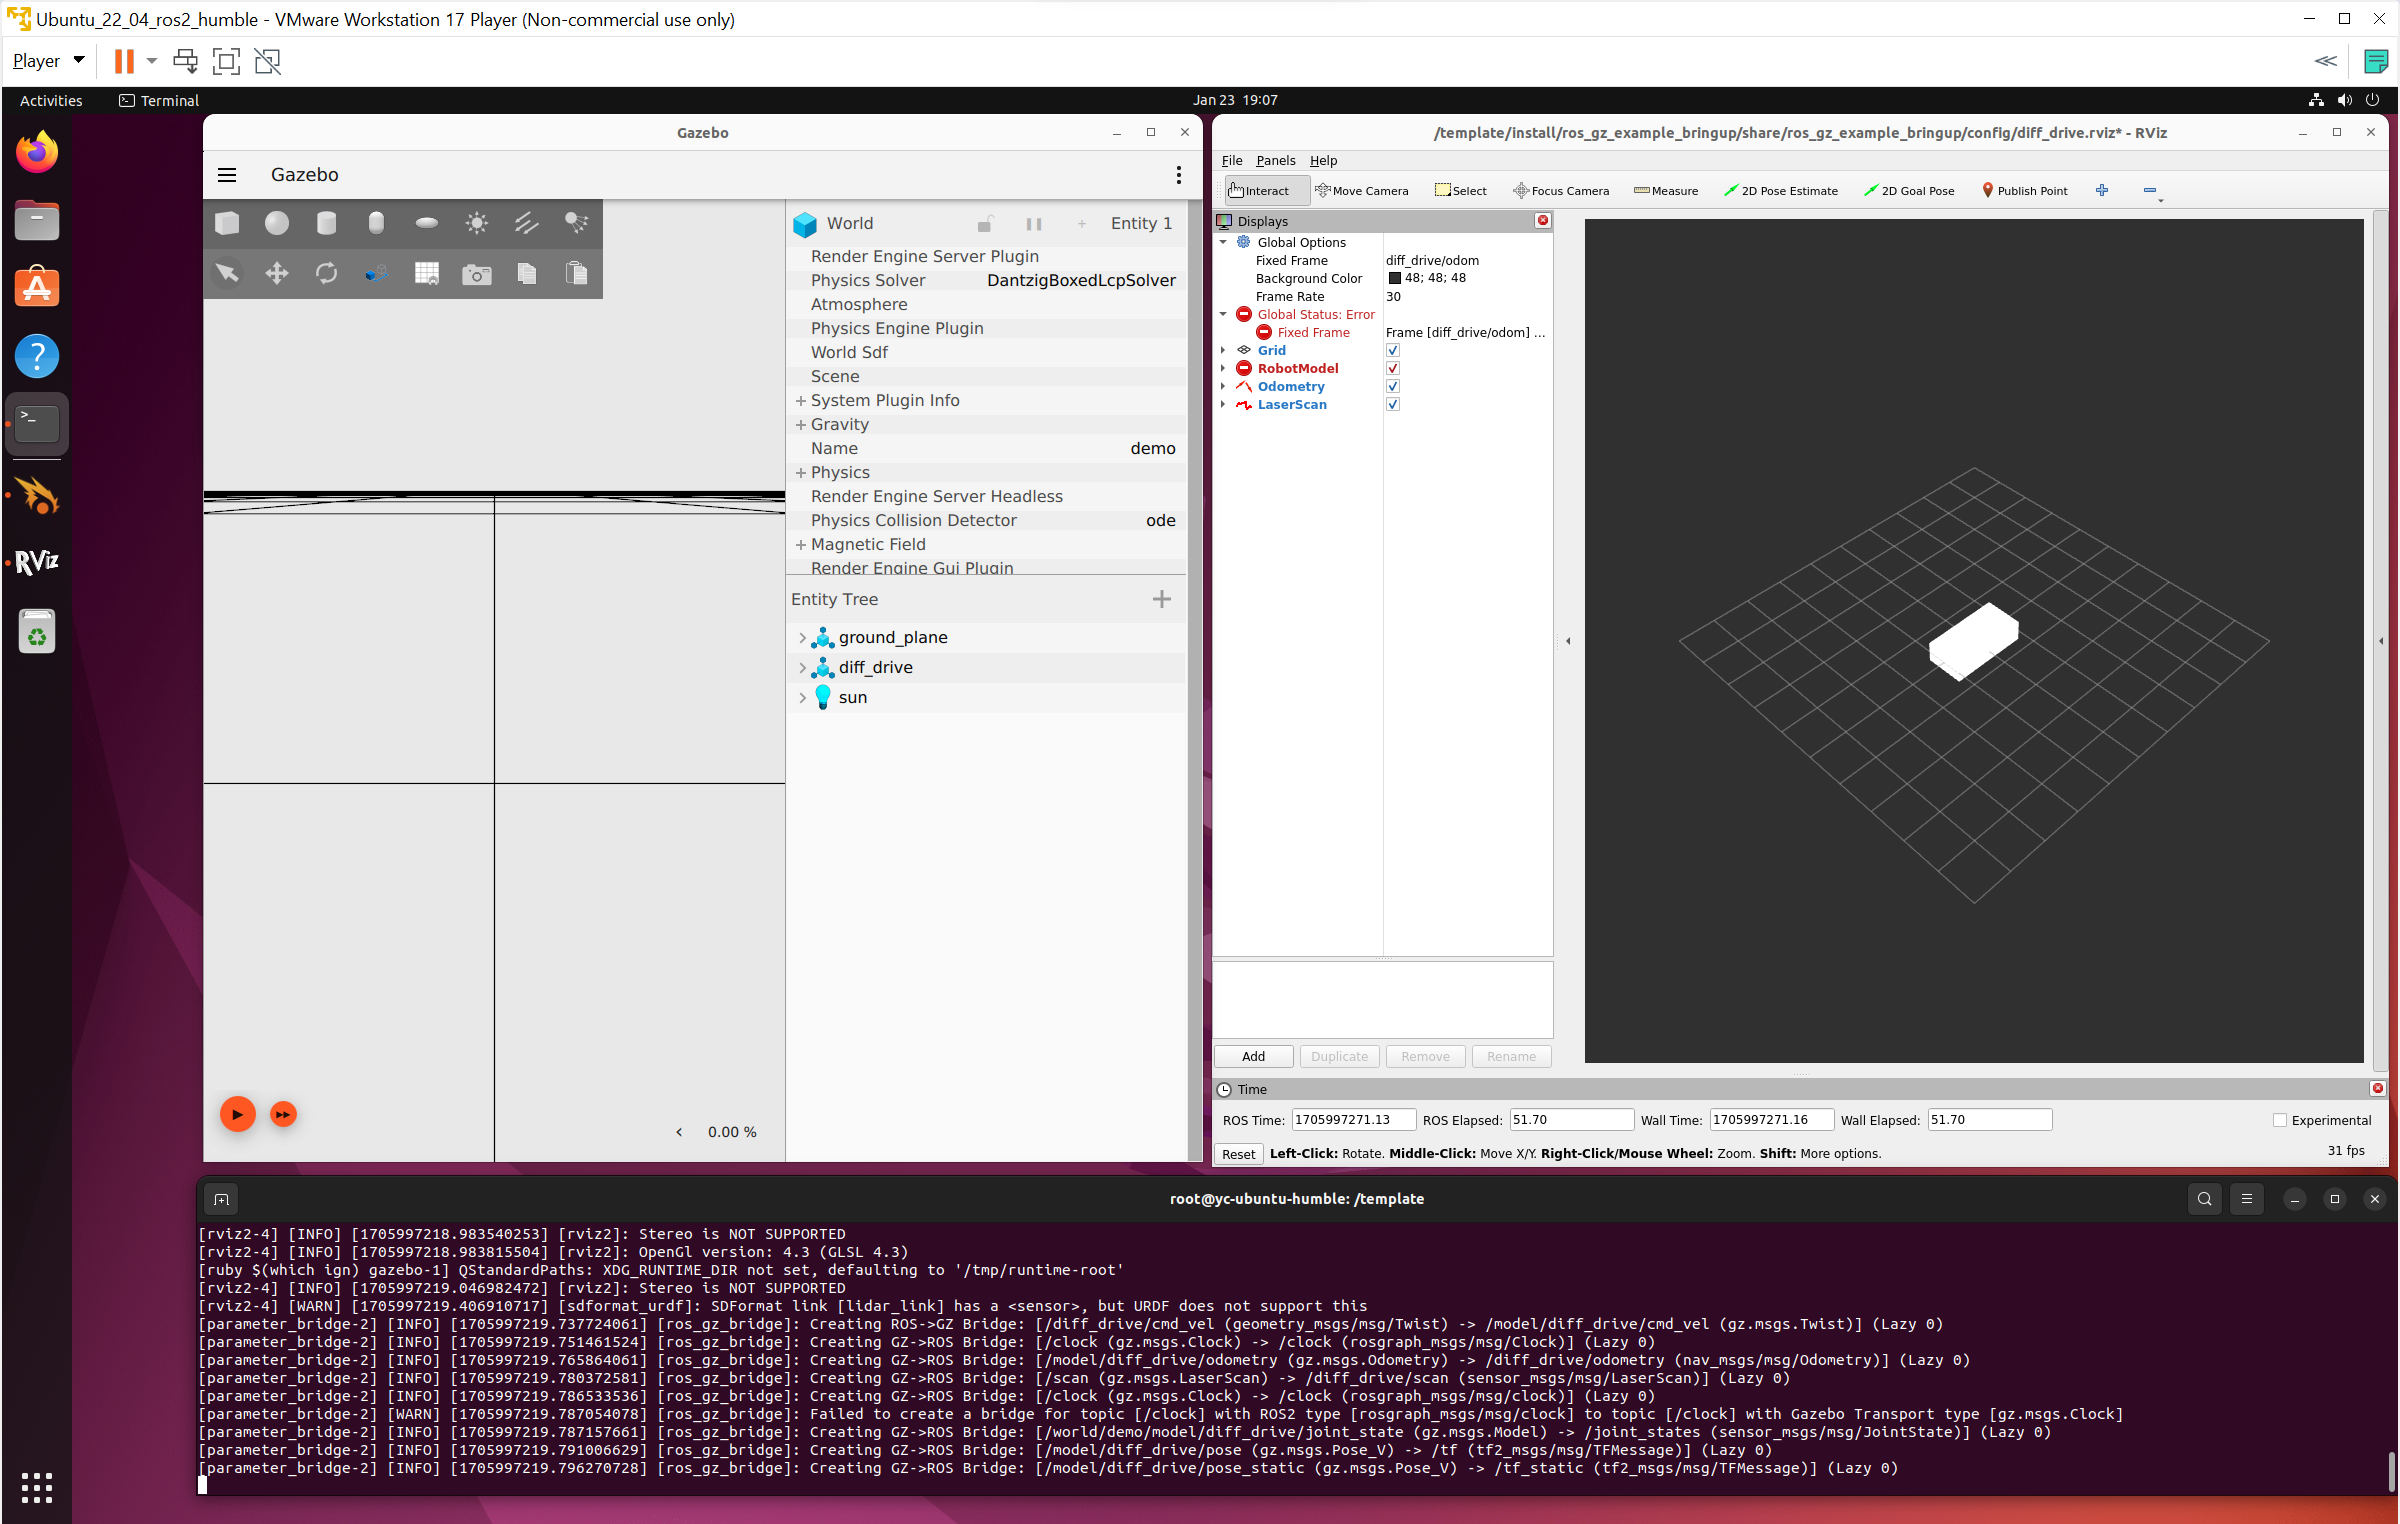 Ubuntu_22_04_ros2_humble - VMware Workstation 17 Player (Non-commercial use only)
Player
Activities
Terminal
Jan 23 19:07
Gazebo
Gazebo
World
Entity 1
Render Engine Server Plugin
Physics Solver DantzigBoxedLcpSolver
Atmosphere
Physics Engine Plugin
World Sdf
Scene
System Plugin Info
Gravity
Name demo
Physics
Render Engine Server Headless
Physics Collision Detector ode
Magnetic Field
Render Engine Gui Plugin
Entity Tree
ground_plane
diff_drive
sun
0.00 %
/template/install/ros_gz_example_bringup/share/ros_gz_example_bringup/config/diff_drive.rviz* - RViz
File Panels Help
Interact Move Camera Select Focus Camera Measure 2D Pose Estimate 2D Goal Pose Publish Point
Displays
Global Options
Fixed Frame diff_drive/odom
Background Color 48; 48; 48
Frame Rate 30
Global Status: Error
Fixed Frame Frame [diff_drive/odom] ...
Grid
RobotModel
Odometry
LaserScan
Add Duplicate Remove Rename
Time
ROS Time: 1705997271.13 ROS Elapsed: 51.70 Wall Time: 1705997271.16 Wall Elapsed: 51.70 Experimental
Reset Left-Click: Rotate. Middle-Click: Move X/Y. Right-Click/Mouse Wheel: Zoom. Shift: More options. 31 fps
RViz
root@yc-ubuntu-humble: /template
[rviz2-4] [INFO] [1705997218.983540253] [rviz2]: Stereo is NOT SUPPORTED
[rviz2-4] [INFO] [1705997218.983815504] [rviz2]: OpenGl version: 4.3 (GLSL 4.3)
[ruby $(which ign) gazebo-1] QStandardPaths: XDG_RUNTIME_DIR not set, defaulting to '/tmp/runtime-root'
[rviz2-4] [INFO] [1705997219.046982472] [rviz2]: Stereo is NOT SUPPORTED
[rviz2-4] [WARN] [1705997219.406910717] [sdformat_urdf]: SDFormat link [lidar_link] has a <sensor>, but URDF does not support this
[parameter_bridge-2] [INFO] [1705997219.737724061] [ros_gz_bridge]: Creating ROS->GZ Bridge: [/diff_drive/cmd_vel (geometry_msgs/msg/Twist) -> /model/diff_drive/cmd_vel (gz.msgs.Twist)] (Lazy 0)
[parameter_bridge-2] [INFO] [1705997219.751461524] [ros_gz_bridge]: Creating GZ->ROS Bridge: [/clock (gz.msgs.Clock) -> /clock (rosgraph_msgs/msg/Clock)] (Lazy 0)
[parameter_bridge-2] [INFO] [1705997219.765864061] [ros_gz_bridge]: Creating GZ->ROS Bridge: [/model/diff_drive/odometry (gz.msgs.Odometry) -> /diff_drive/odometry (nav_msgs/msg/Odometry)] (Lazy 0)
[parameter_bridge-2] [INFO] [1705997219.780372581] [ros_gz_bridge]: Creating GZ->ROS Bridge: [/scan (gz.msgs.LaserScan) -> /diff_drive/scan (sensor_msgs/msg/LaserScan)] (Lazy 0)
[parameter_bridge-2] [INFO] [1705997219.786533536] [ros_gz_bridge]: Creating GZ->ROS Bridge: [/clock (gz.msgs.Clock) -> /clock (rosgraph_msgs/msg/clock)] (Lazy 0)
[parameter_bridge-2] [WARN] [1705997219.787054078] [ros_gz_bridge]: Failed to create a bridge for topic [/clock] with ROS2 type [rosgraph_msgs/msg/clock] to topic [/clock] with Gazebo Transport type [gz.msgs.Clock]
[parameter_bridge-2] [INFO] [1705997219.787157661] [ros_gz_bridge]: Creating GZ->ROS Bridge: [/world/demo/model/diff_drive/joint_state (gz.msgs.Model) -> /joint_states (sensor_msgs/msg/JointState)] (Lazy 0)
[parameter_bridge-2] [INFO] [1705997219.791006629] [ros_gz_bridge]: Creating GZ->ROS Bridge: [/model/diff_drive/pose (gz.msgs.Pose_V) -> /tf (tf2_msgs/msg/TFMessage)] (Lazy 0)
[parameter_bridge-2] [INFO] [1705997219.796270728] [ros_gz_bridge]: Creating GZ->ROS Bridge: [/model/diff_drive/pose_static (gz.msgs.Pose_V) -> /tf_static (tf2_msgs/msg/TFMessage)] (Lazy 0)